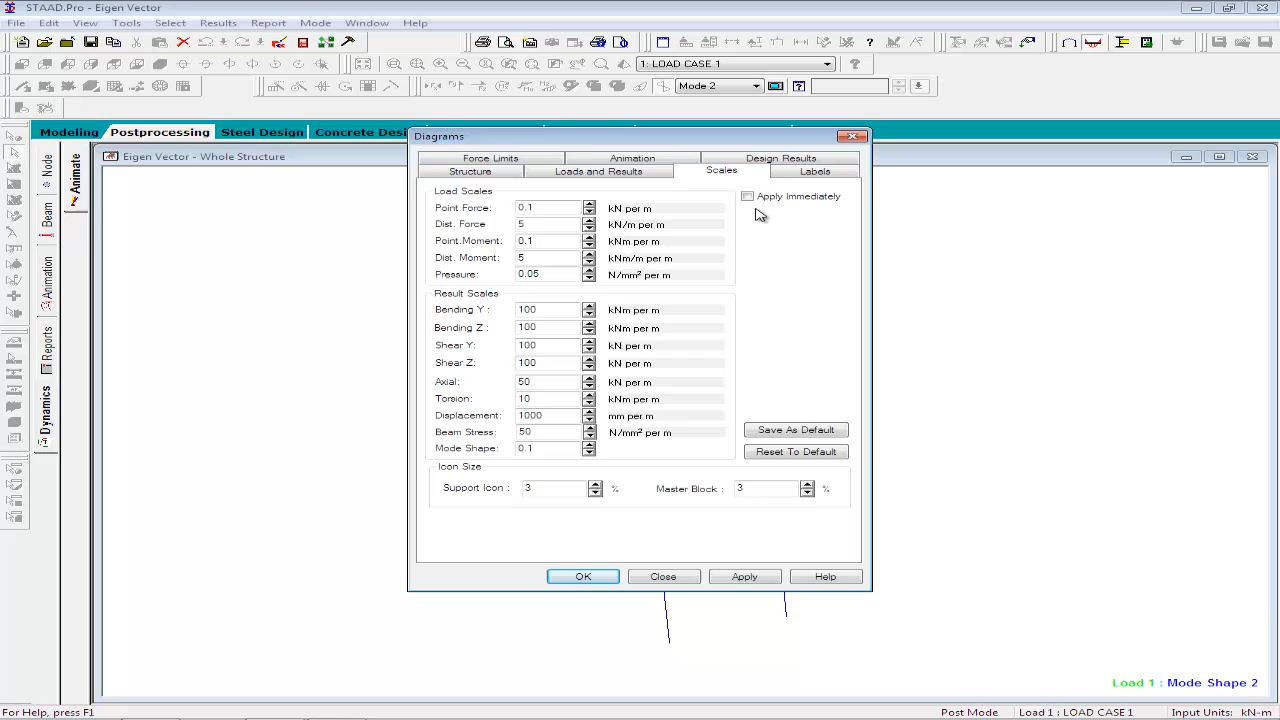 STAAD.Pro - Eigen Vector
File Edit View Tools Select Results Report Mode Window Help
1: LOAD CASE 1
Mode 2
Modeling Postprocessing Steel Design Concrete Desi
Eigen Vector - Whole Structure
Node
Beam
Animation
Reports
Dynamics
Animate
Diagrams
Force Limits Animation Design Results
Structure Loads and Results Scales Labels
Load Scales
Apply Immediately
Point Force: 0.1 kN per m
Dist. Force 5 kN/m per m
Point.Moment: 0.1 kNm per m
Dist. Moment: 5 kNm/m per m
Pressure: 0.05 N/mm² per m
Result Scales
Bending Y : 100 kNm per m
Bending Z : 100 kNm per m
Shear Y: 100 kN per m
Shear Z: 100 kN per m
Axial: 50 kN per m
Torsion: 10 kNm per m
Displacement: 1000 mm per m
Beam Stress: 50 N/mm² per m
Mode Shape: 0.1
Save As Default
Reset To Default
Icon Size
Support Icon : 3 % Master Block : 3 %
OK Close Apply Help
Load 1 : Mode Shape 2
For Help, press F1 Post Mode Load 1 : LOAD CASE 1 Input Units: kN-m